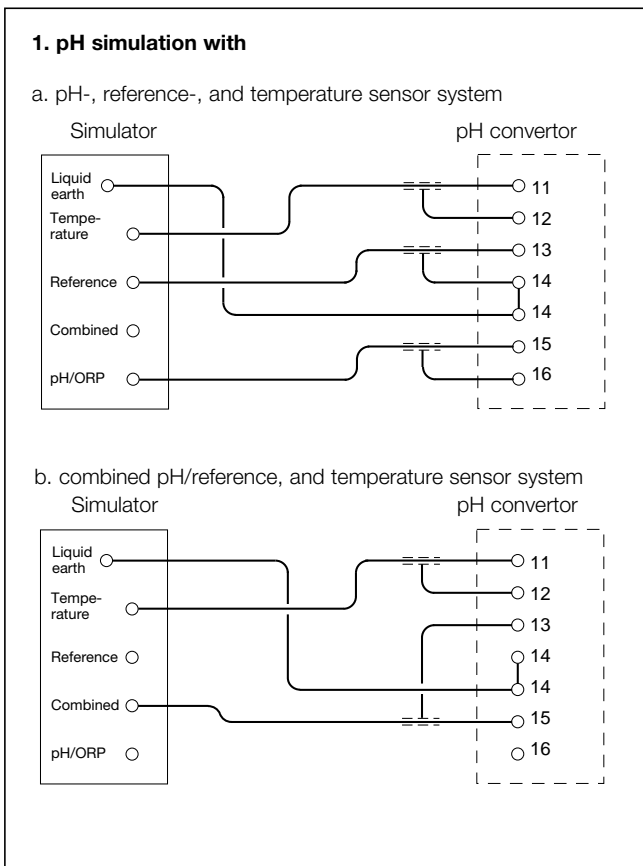 1. pH simulation with
a. pH-, reference-, and temperature sensor system
Simulator
pH convertor
Liquid
earth
Tempe-
rature
Reference
Combined
pH/ORP
11
12
13
14
14
15
16
b. combined pH/reference, and temperature sensor system
Simulator
pH convertor
Liquid
earth
Tempe-
rature
Reference
Combined
pH/ORP
11
12
13
14
14
15
16